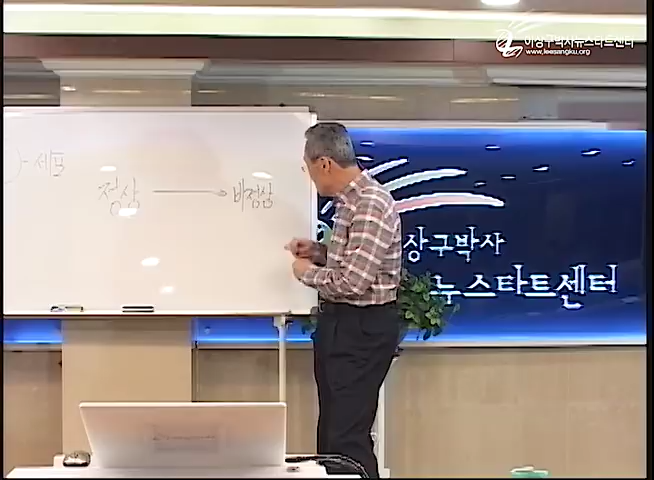 이상구박사뉴스타트센터
www.leesangku.org
세포
정상 → 비정상
상구박사
뉴스타트센터